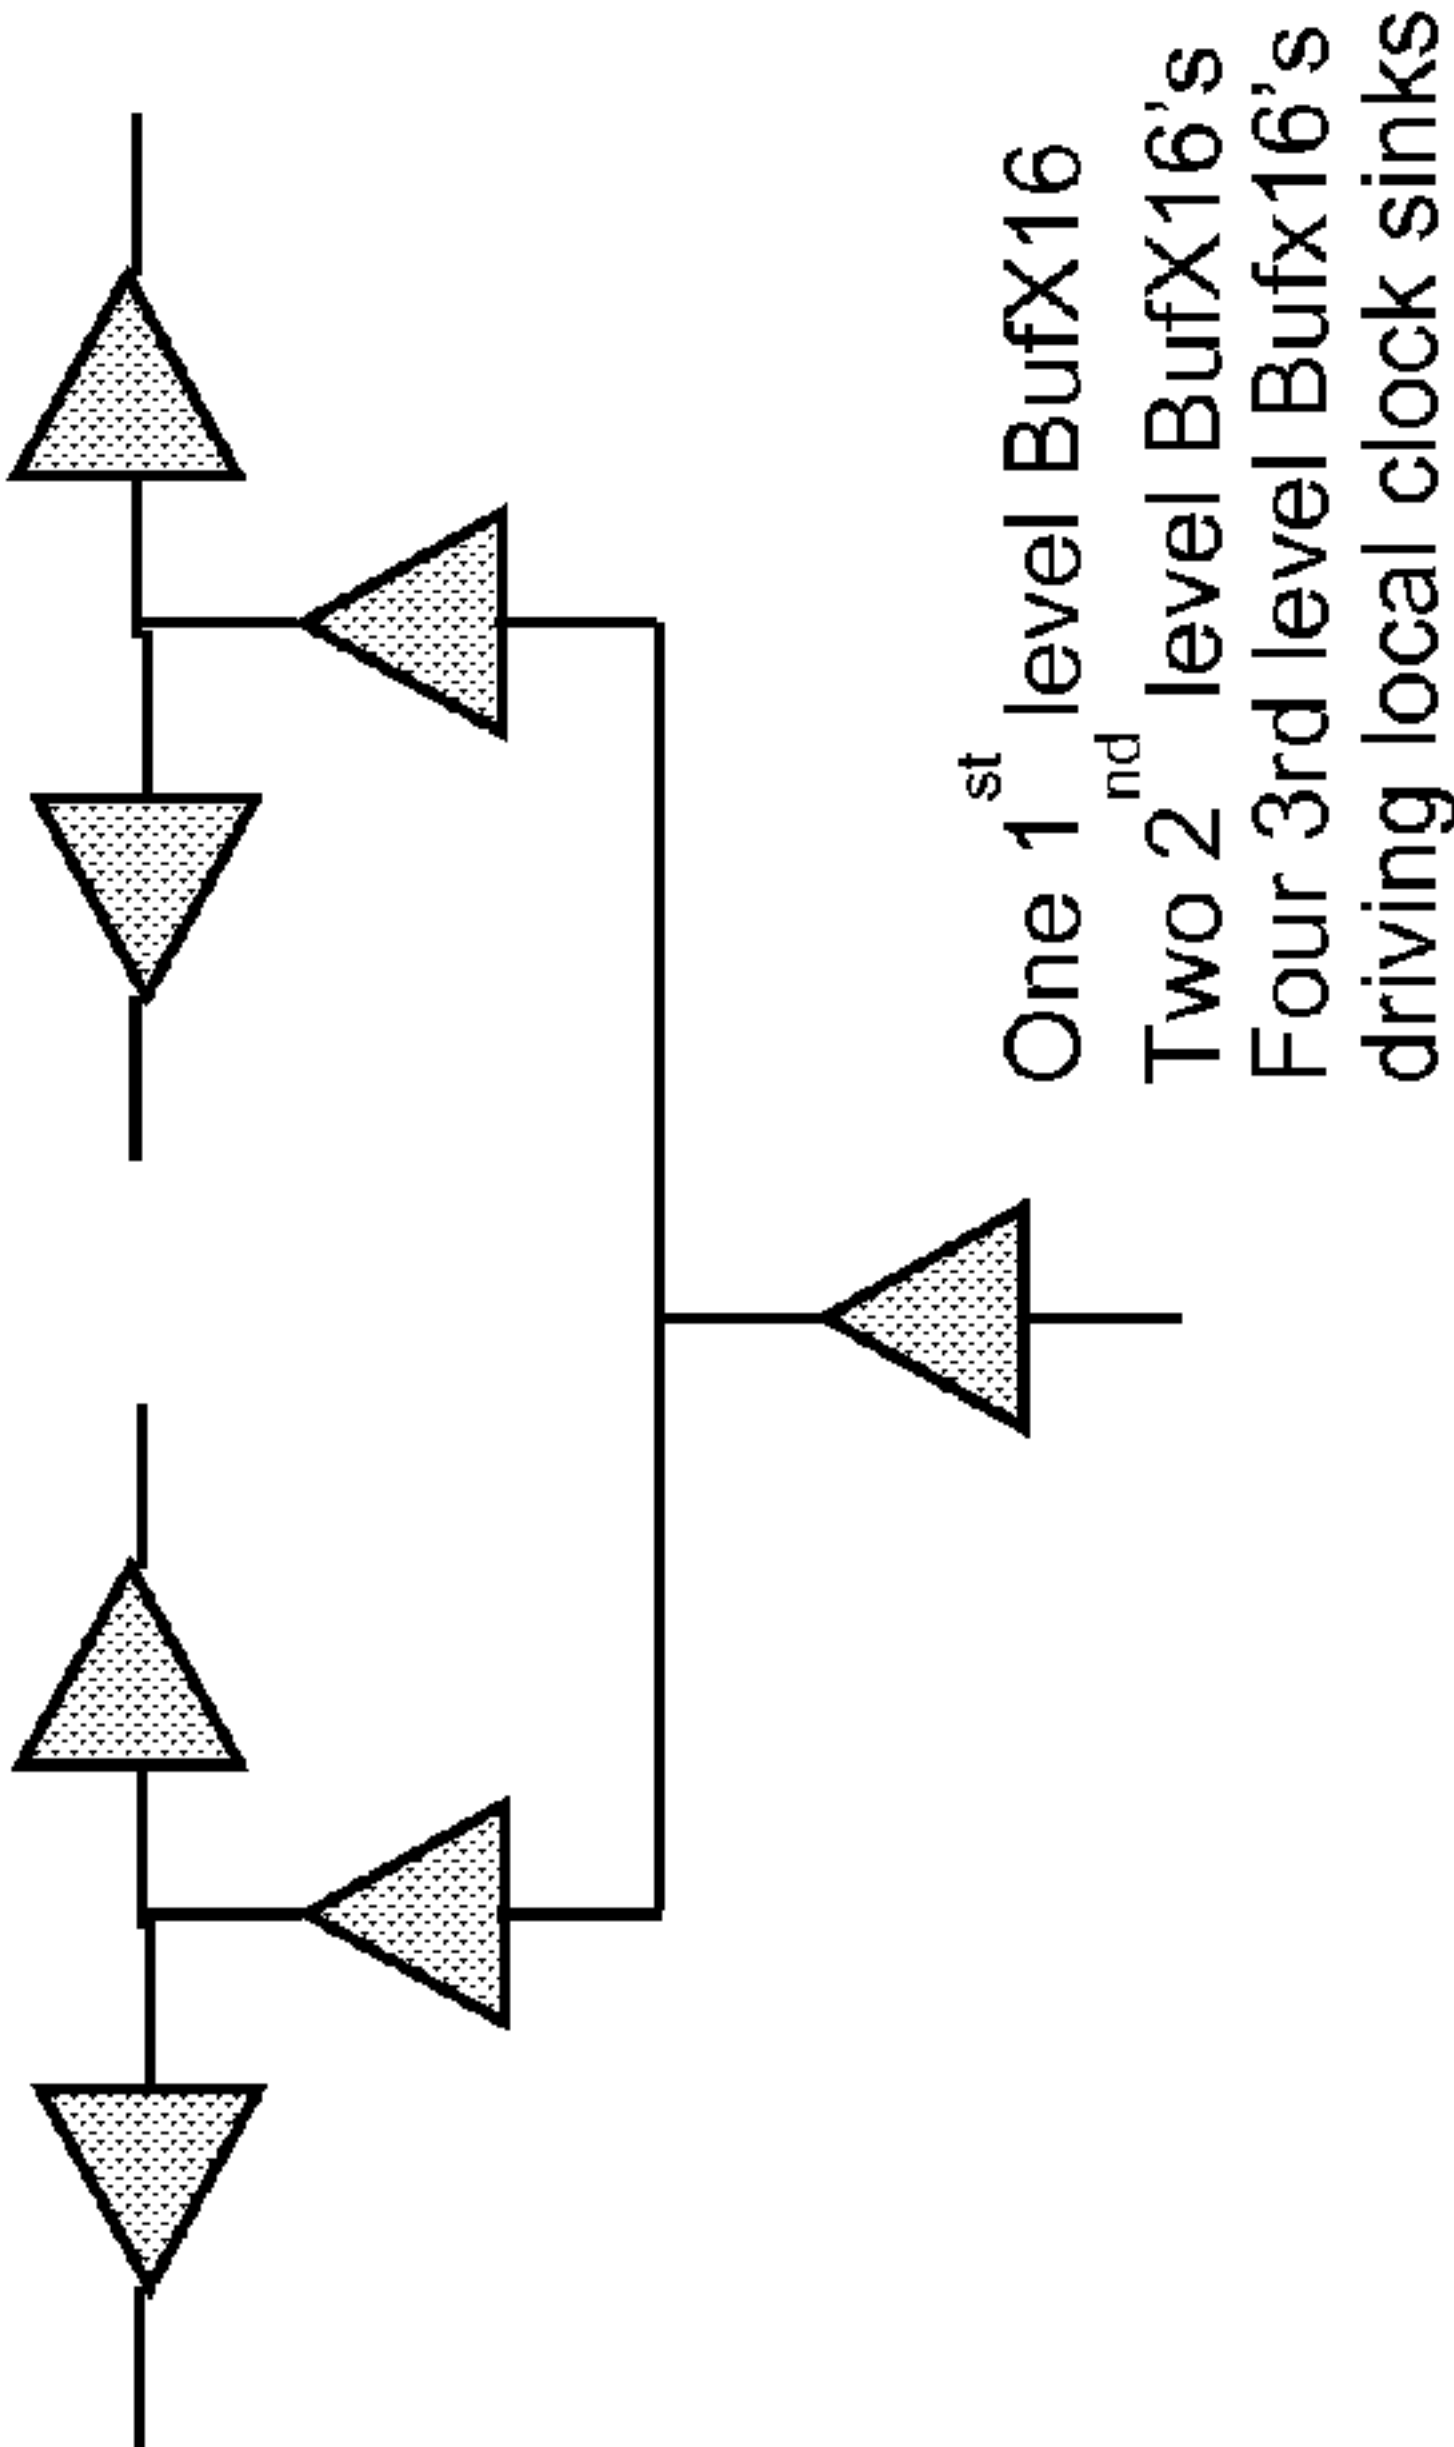 One 1st level BufX16
Two 2nd level BufX16's
Four 3rd level Bufx16's
driving local clock sinks